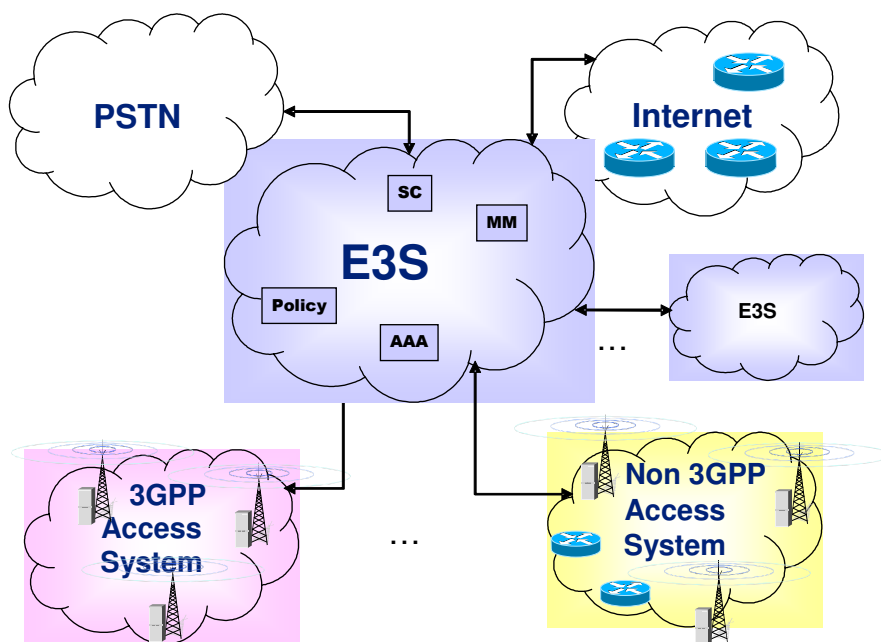 PSTN
Internet
SC
MM
E3S
Policy
AAA
E3S
...
3GPP
Access
System
...
Non 3GPP
Access
System